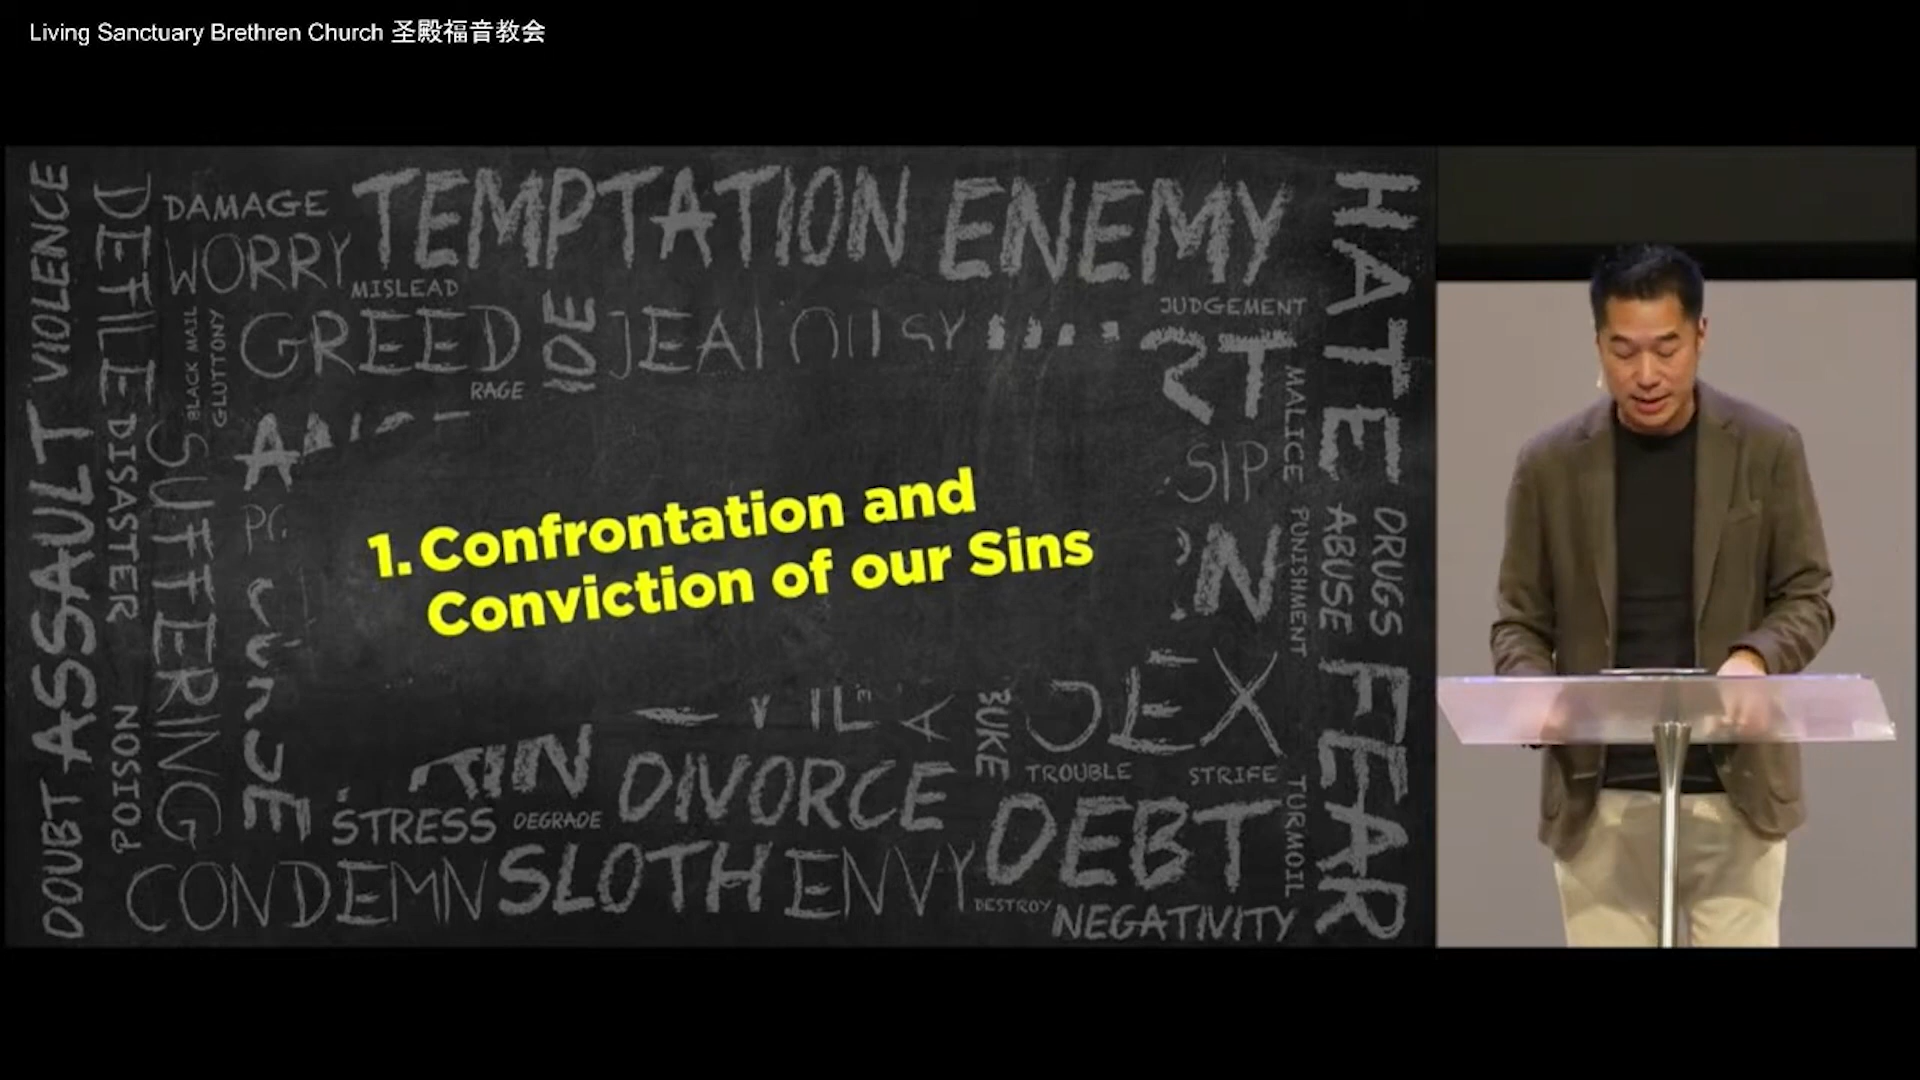 Living Sanctuary Brethren Church 圣殿福音教会
VIOLENCE
DEFILE
DAMAGE
TEMPTATION
ENEMY
HATE
WORRY
MISLEAD
JUDGEMENT
BLACK MAIL
GLUTTONY
GREED
JEALOUSY
RAGE
MALICE
ASSAULT
DISASTER
SUFFERING
1. Confrontation and
Conviction of our Sins
PUNISHMENT
ABUSE
DRUGS
FEAR
SEX
POISON
DIVORCE
TROUBLE
STRIFE
TURMOIL
DOUBT
STRESS
DEGRADE
DEBT
CONDEMN
SLOTH
ENVY
DESTROY
NEGATIVITY